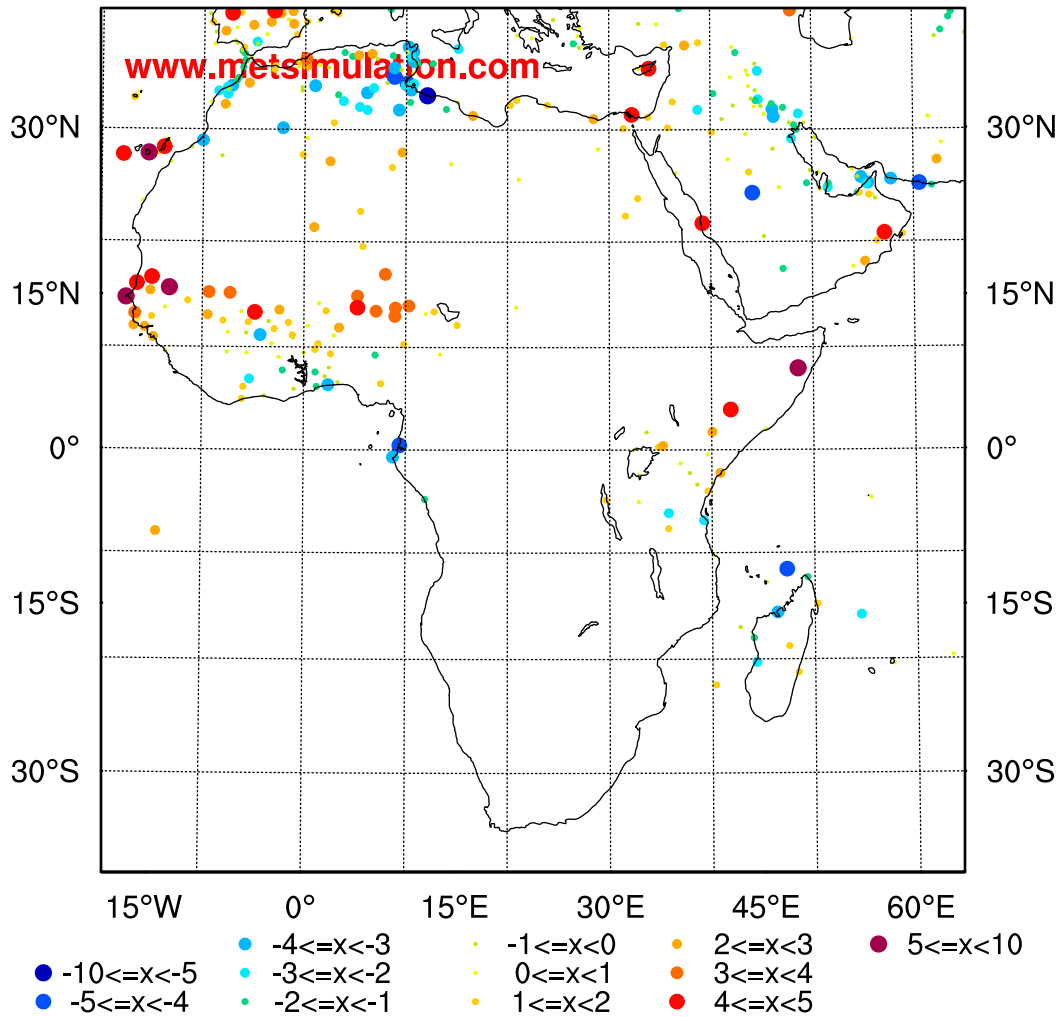 www.metsimulation.com
30°N 30°N
15°N 15°N
0° 0°
15°S 15°S
30°S 30°S
15°W 0° 15°E 30°E 45°E 60°E
-4<=x<-3 -1<=x<0 2<=x<3 5<=x<10
-10<=x<-5 -3<=x<-2 0<=x<1 3<=x<4
-5<=x<-4 -2<=x<-1 1<=x<2 4<=x<5